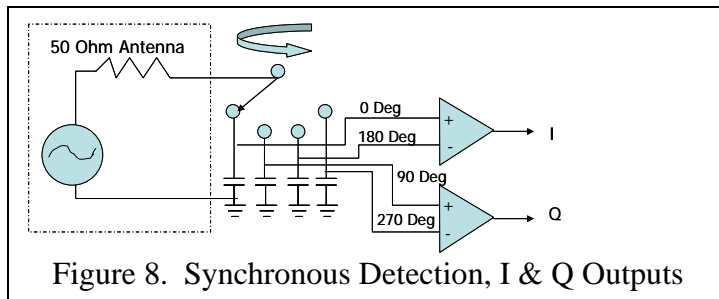 50 Ohm Antenna
0 Deg
+
I
180 Deg
-
90 Deg
+
270 Deg
-
Q
Figure 8. Synchronous Detection, I & Q Outputs